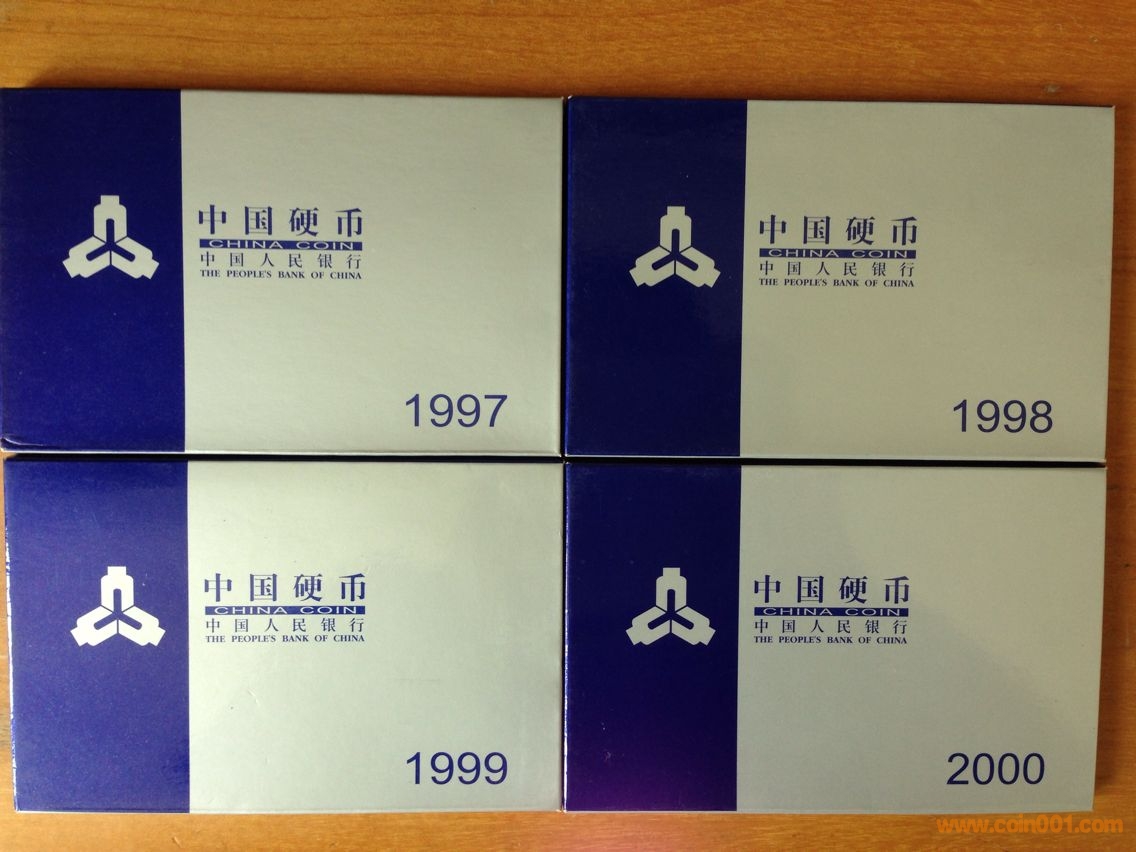 中国硬币
CHINA COIN
中国人民银行
THE PEOPLE'S BANK OF CHINA
1997
中国硬币
CHINA COIN
中国人民银行
THE PEOPLE'S BANK OF CHINA
1998
中国硬币
CHINA COIN
中国人民银行
THE PEOPLE'S BANK OF CHINA
1999
中国硬币
CHINA COIN
中国人民银行
THE PEOPLE'S BANK OF CHINA
2000
www.coin001.com